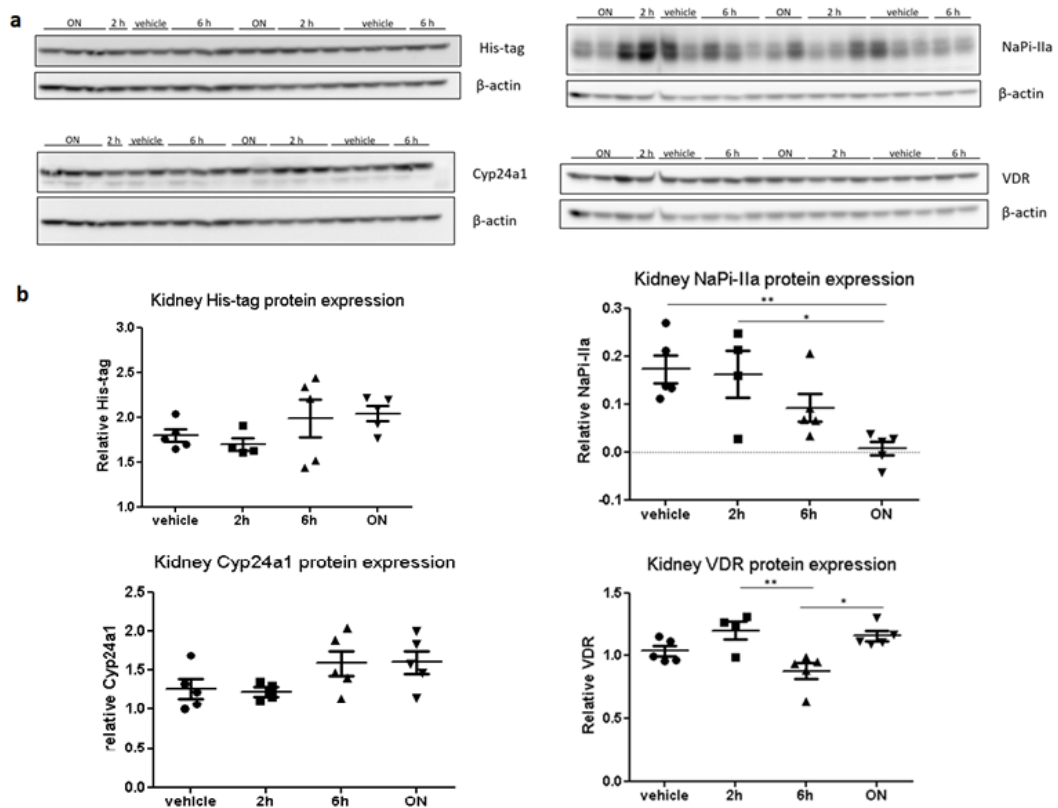 a
ON 2 h vehicle 6 h ON 2 h vehicle 6 h
His-tag
β-actin
ON 2 h vehicle 6 h ON 2 h vehicle 6 h
NaPi-IIa
β-actin
ON 2 h vehicle 6 h ON 2 h vehicle 6 h
Cyp24a1
β-actin
ON 2 h vehicle 6 h ON 2 h vehicle 6 h
VDR
β-actin
b
Kidney His-tag protein expression
Relative His-tag
3.0
2.5
2.0
1.5
1.0
vehicle 2h 6h ON
Kidney NaPi-IIa protein expression
**
*
Relative NaPi-IIa
0.3
0.2
0.1
0.0
-0.1
vehicle 2h 6h ON
Kidney Cyp24a1 protein expression
relative Cyp24a1
2.5
2.0
1.5
1.0
0.5
0.0
vehicle 2h 6h ON
Kidney VDR protein expression
**
*
Relative VDR
1.5
1.0
0.5
0.0
vehicle 2h 6h ON